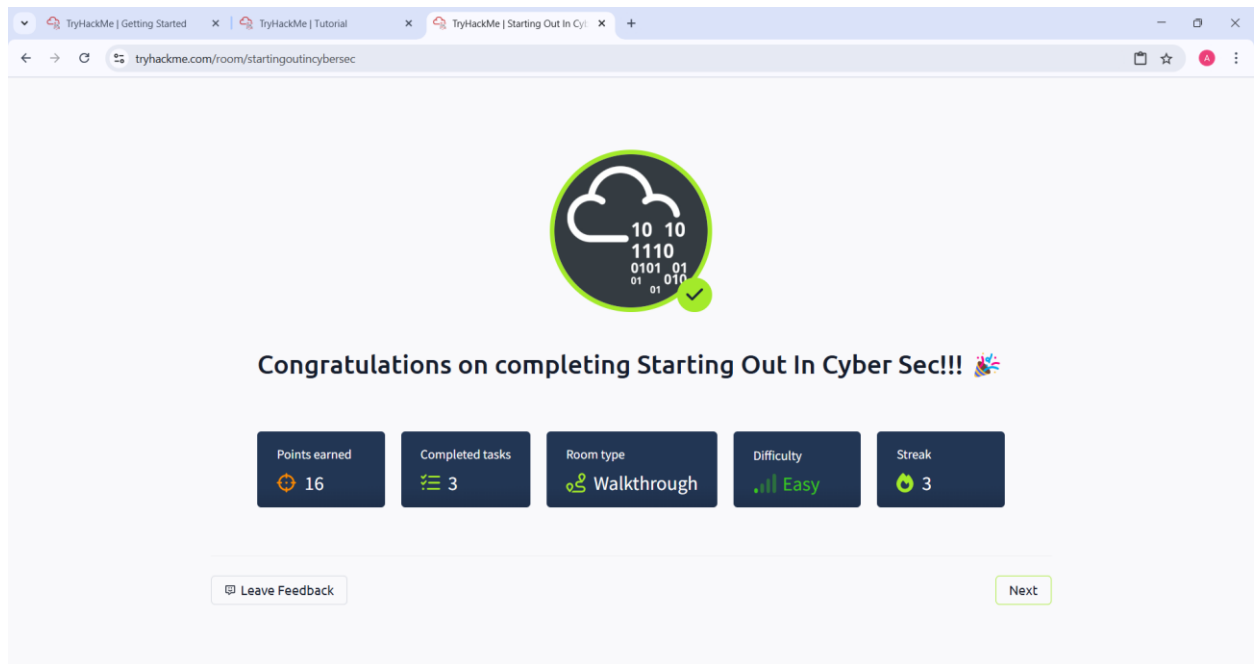 TryHackMe | Getting Started
TryHackMe | Tutorial
TryHackMe | Starting Out In Cy
tryhackme.com/room/startingoutincybersec
A
10 10
1110
0101 01
01 010
01
Congratulations on completing Starting Out In Cyber Sec!!! 🎉
Points earned
16
Completed tasks
3
Room type
Walkthrough
Difficulty
Easy
Streak
3
Leave Feedback
Next